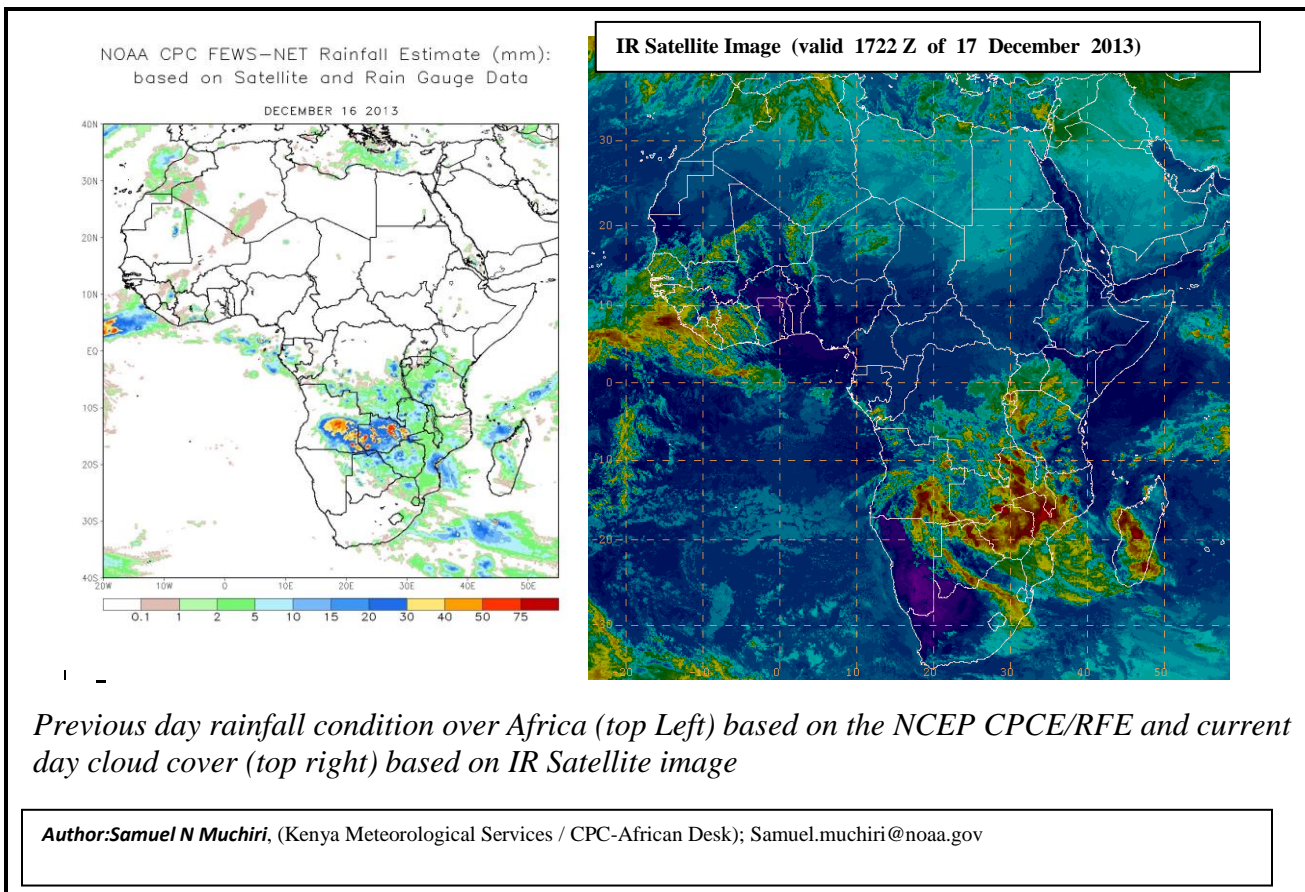 NOAA CPC FEWS-NET Rainfall Estimate (mm):
based on Satellite and Rain Gauge Data
DECEMBER 16 2013
40N
30N
20N
10N
EQ
10S
20S
30S
40S
20W 10W 0 10E 20E 30E 40E 50E
0.1 1 2 5 10 15 20 30 40 50 75
IR Satellite Image (valid 1722 Z of 17 December 2013)
30
20
10
0
-10
-20
-30
-20 -10 0 10 20 30 40 50
Previous day rainfall condition over Africa (top Left) based on the NCEP CPCE/RFE and current
day cloud cover (top right) based on IR Satellite image
Author:Samuel N Muchiri, (Kenya Meteorological Services / CPC-African Desk); Samuel.muchiri@noaa.gov